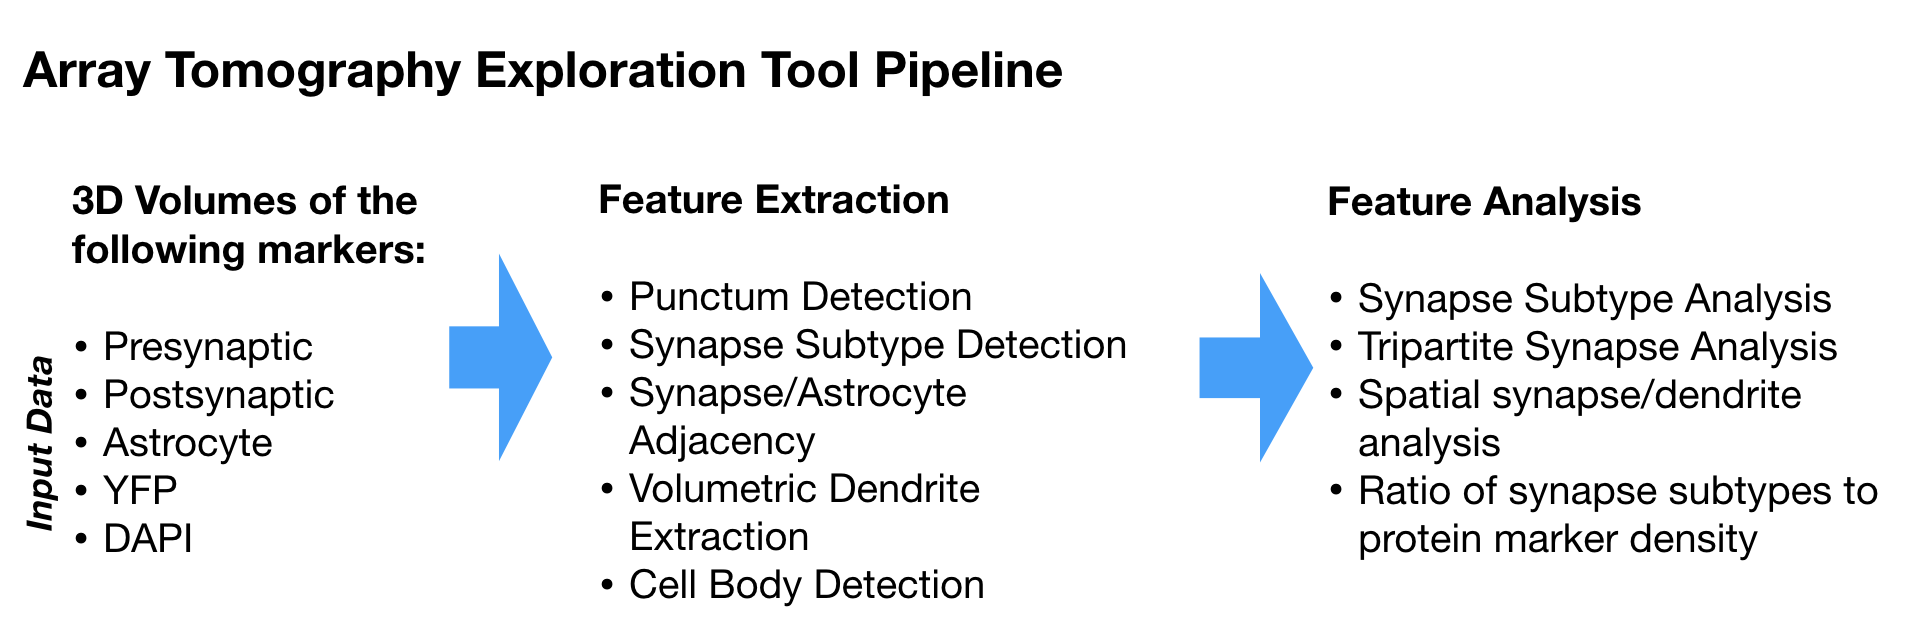 Array Tomography Exploration Tool Pipeline
Input Data
3D Volumes of the
following markers:
• Presynaptic
• Postsynaptic
• Astrocyte
• YFP
• DAPI
Feature Extraction
• Punctum Detection
• Synapse Subtype Detection
• Synapse/Astrocyte
Adjacency
• Volumetric Dendrite
Extraction
• Cell Body Detection
Feature Analysis
• Synapse Subtype Analysis
• Tripartite Synapse Analysis
• Spatial synapse/dendrite
analysis
• Ratio of synapse subtypes to
protein marker density